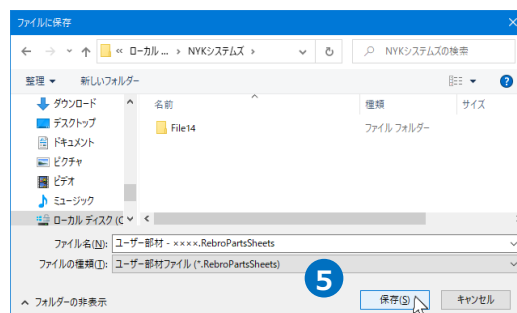 ファイルに保存
« ローカル ... › NYKシステムズ ›
NYKシステムズの検索
整理
新しいフォルダー
ダウンロード
デスクトップ
ドキュメント
ピクチャ
ビデオ
ミュージック
ローカル ディスク (C
名前
種類
サイズ
File14
ファイル フォルダー
ファイル名(N):
ユーザー部材 - ××××.RebroPartsSheets
ファイルの種類(T):
ユーザー部材ファイル (*.RebroPartsSheets)
5
フォルダーの非表示
保存(S)
キャンセル